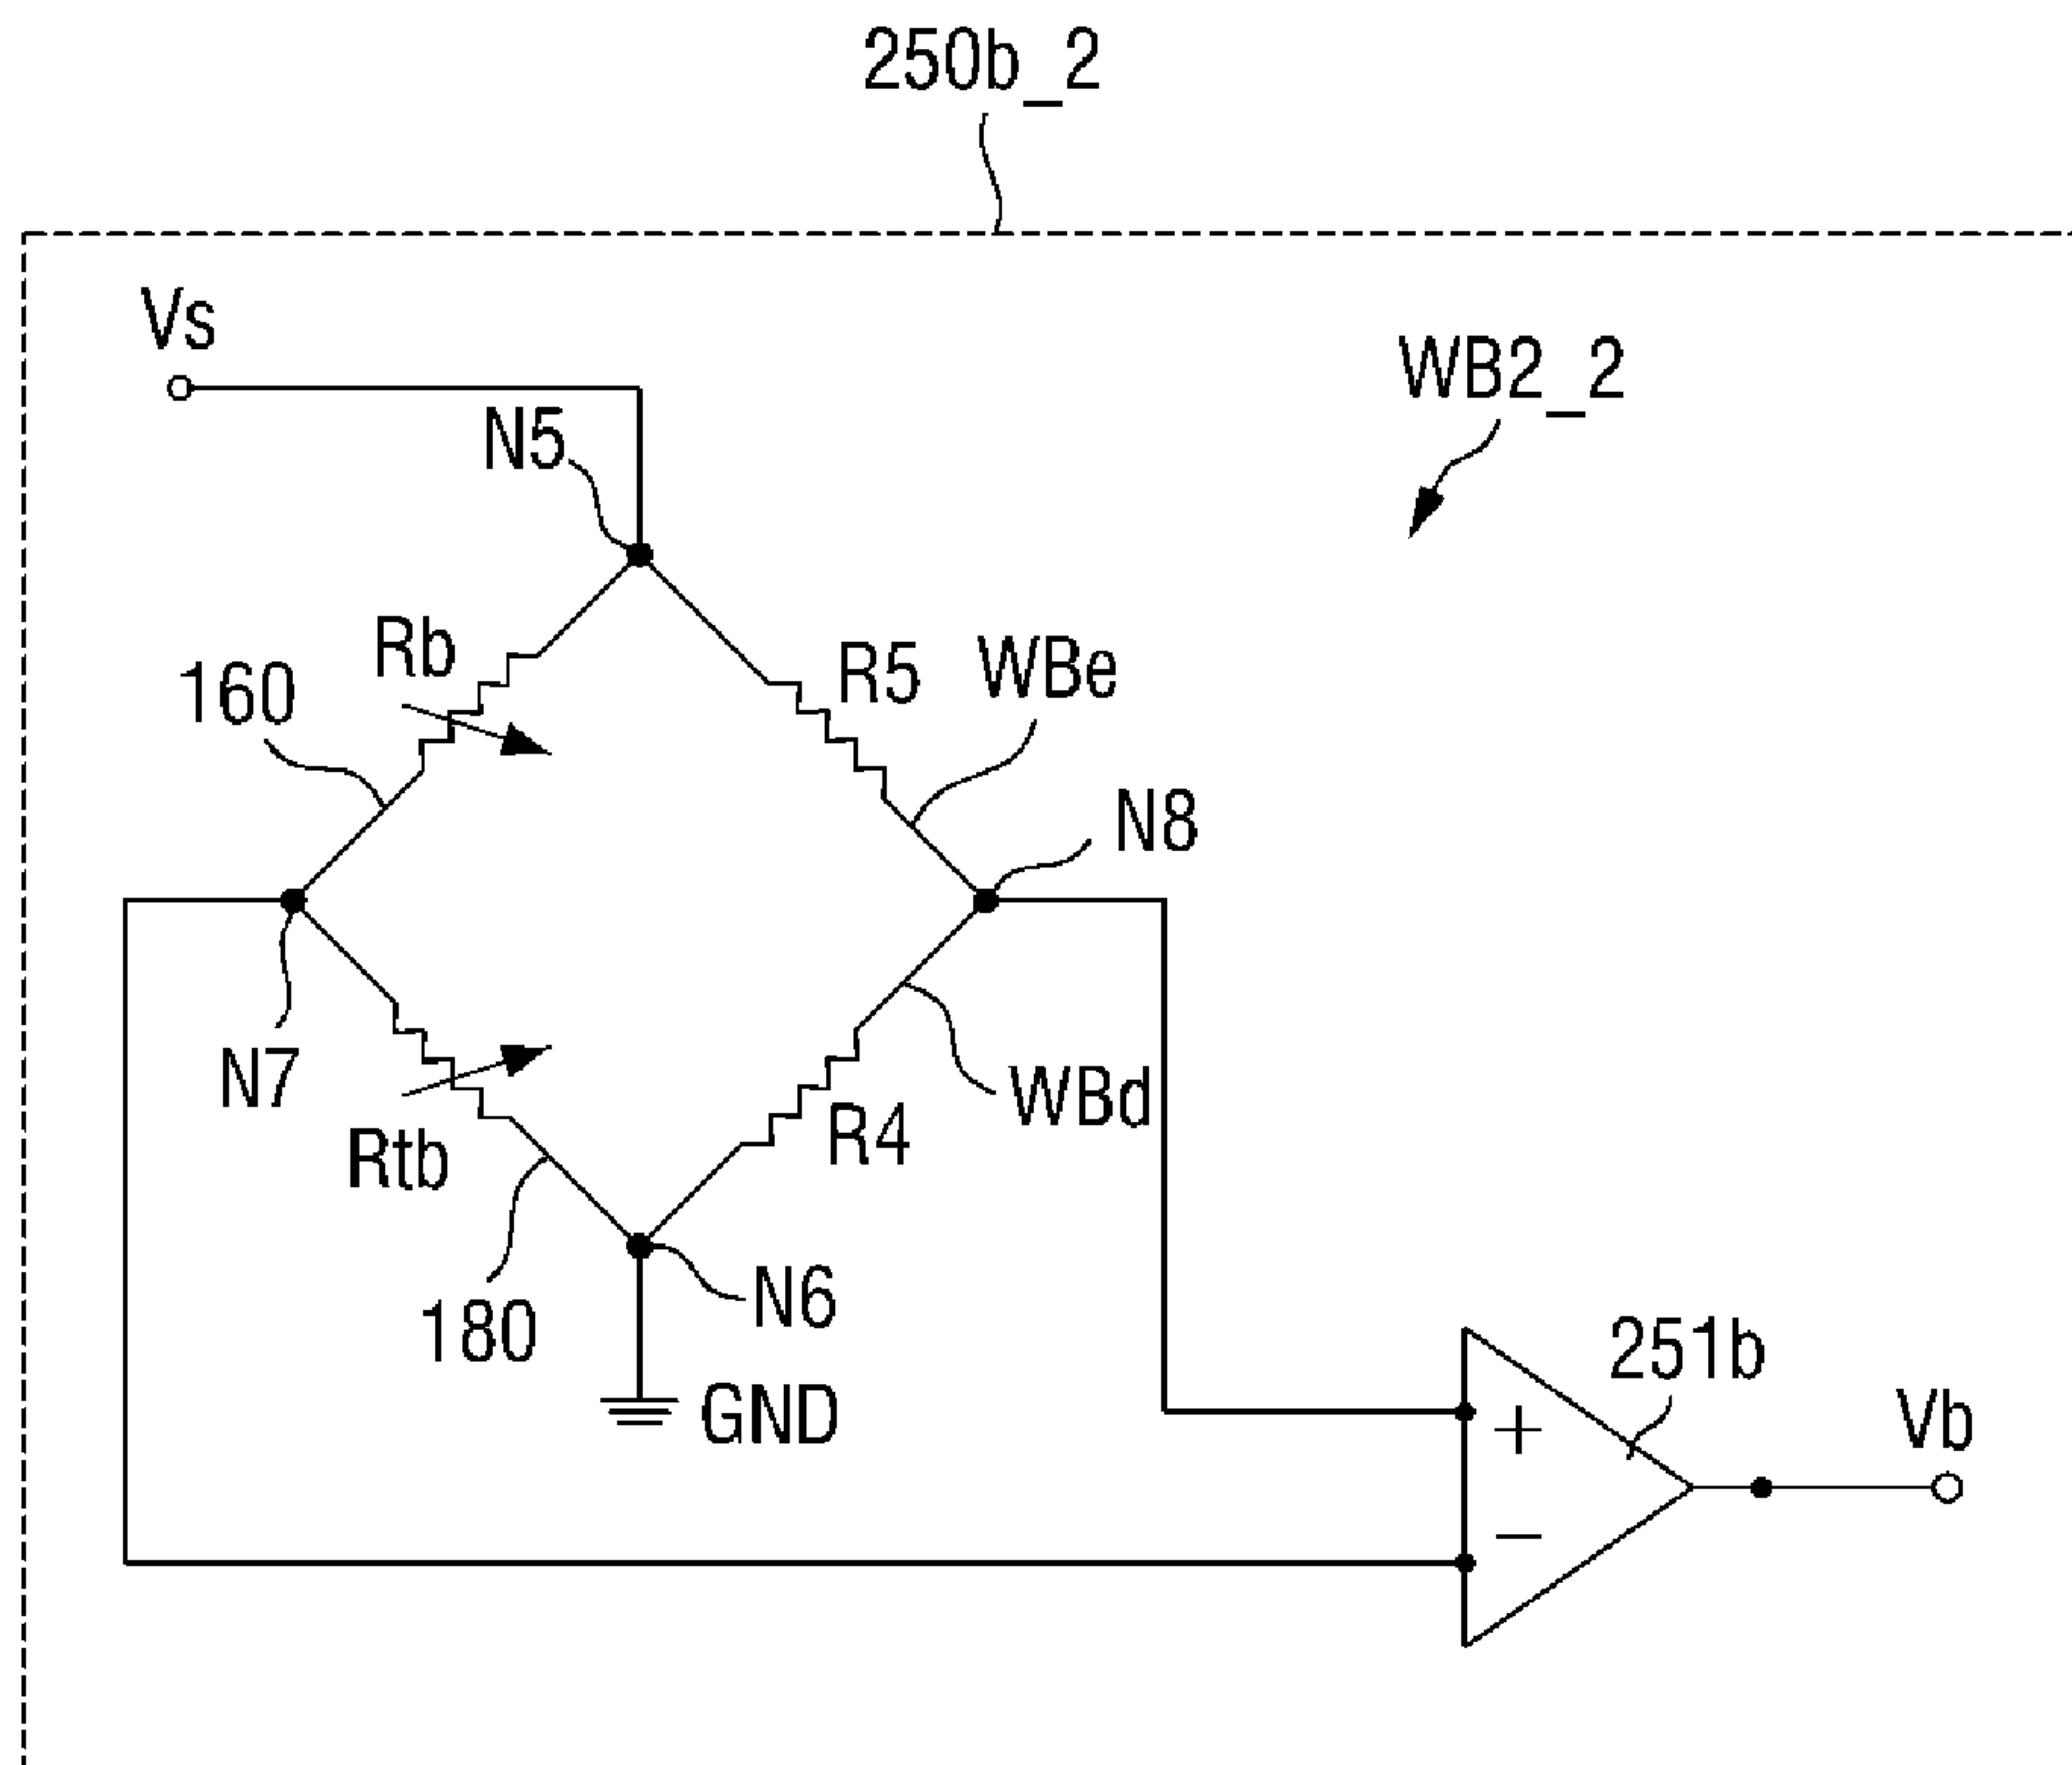 250b_2
Vs
WB2_2
N5
Rb
R5
WBe
160
N8
N7
WBd
Rtb
R4
N6
180
GND
251b
Vb
+
−